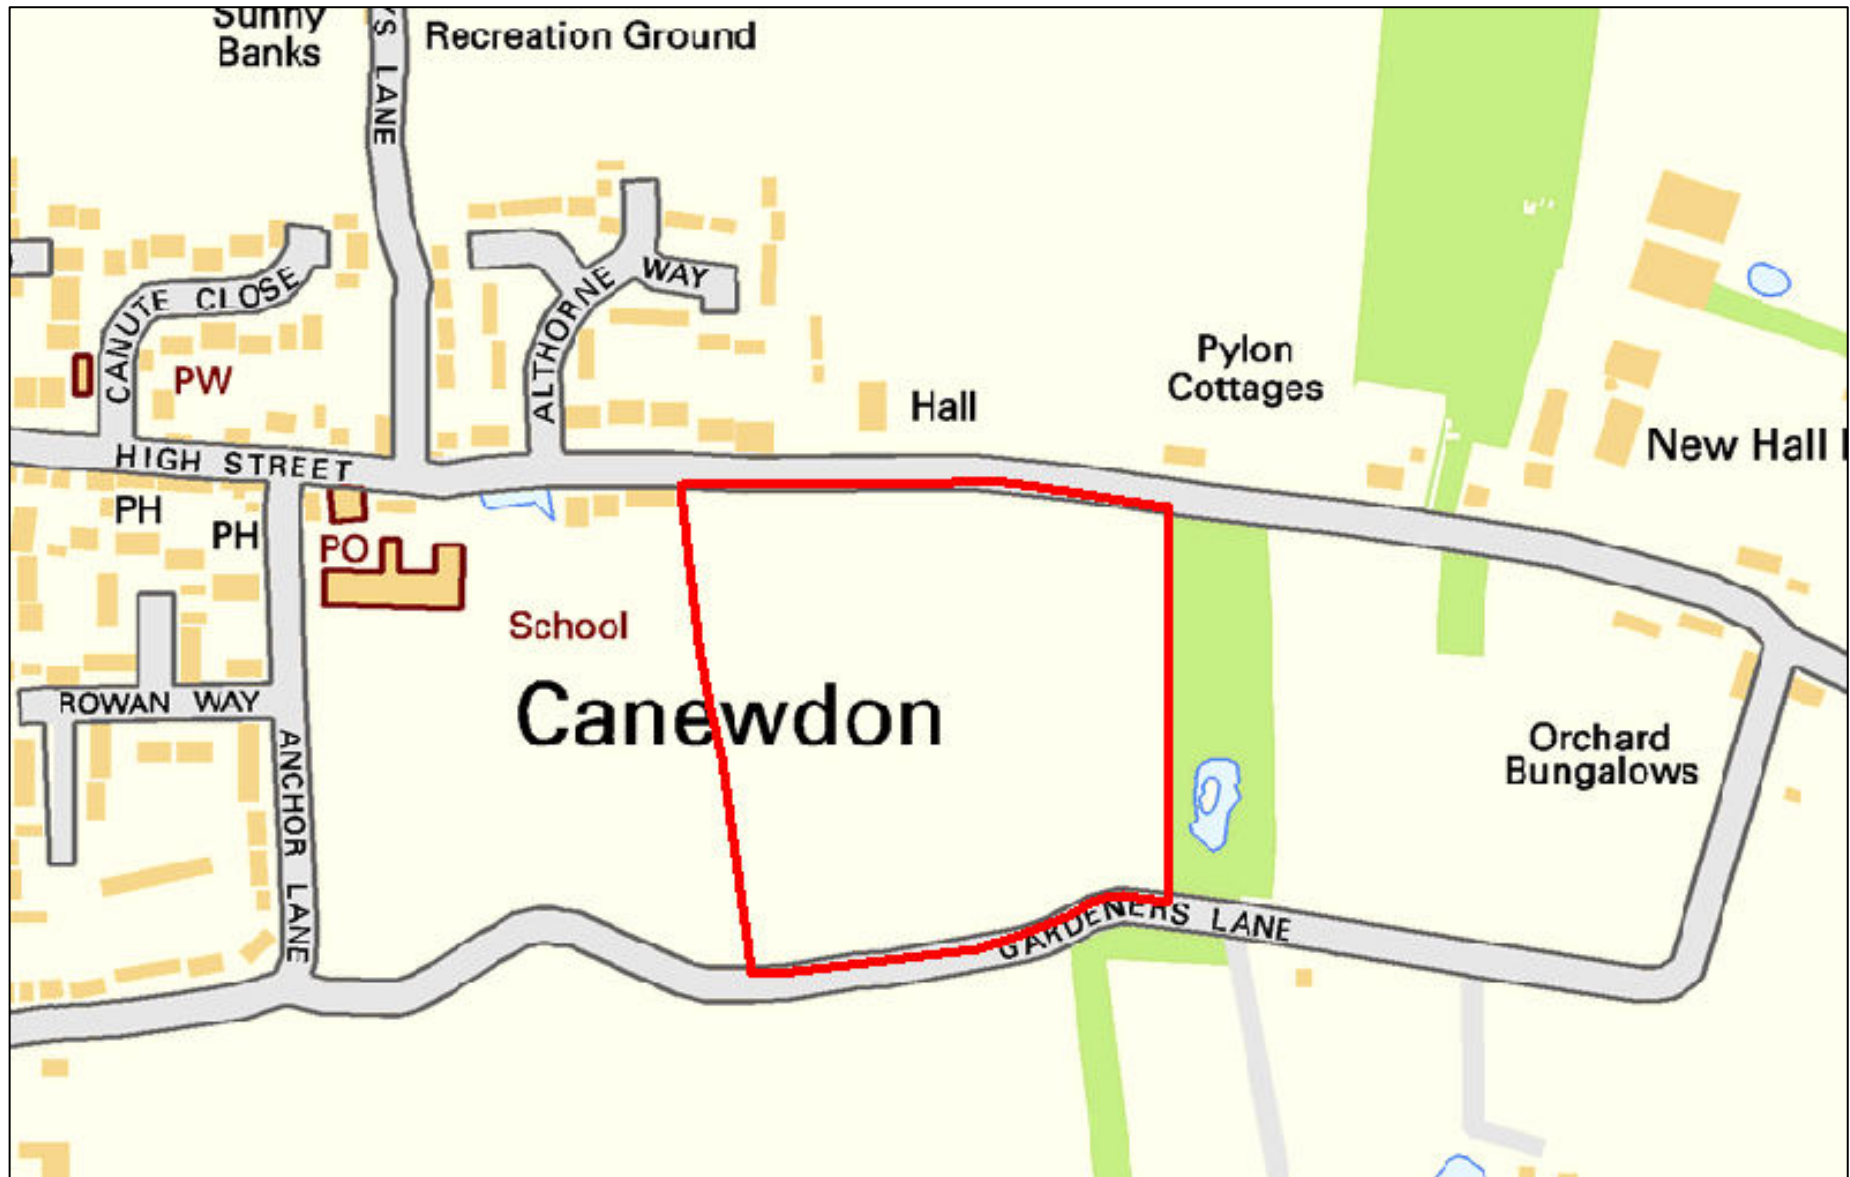 Sunny
Banks
Recreation Ground
YS LANE
CANUTE CLOSE
ALTHORNE WAY
PW
Hall
Pylon
Cottages
New Hall
HIGH STREET
PH
PH
PO
School
Canewdon
ROWAN WAY
ANCHOR LANE
Orchard
Bungalows
GARDENERS LANE